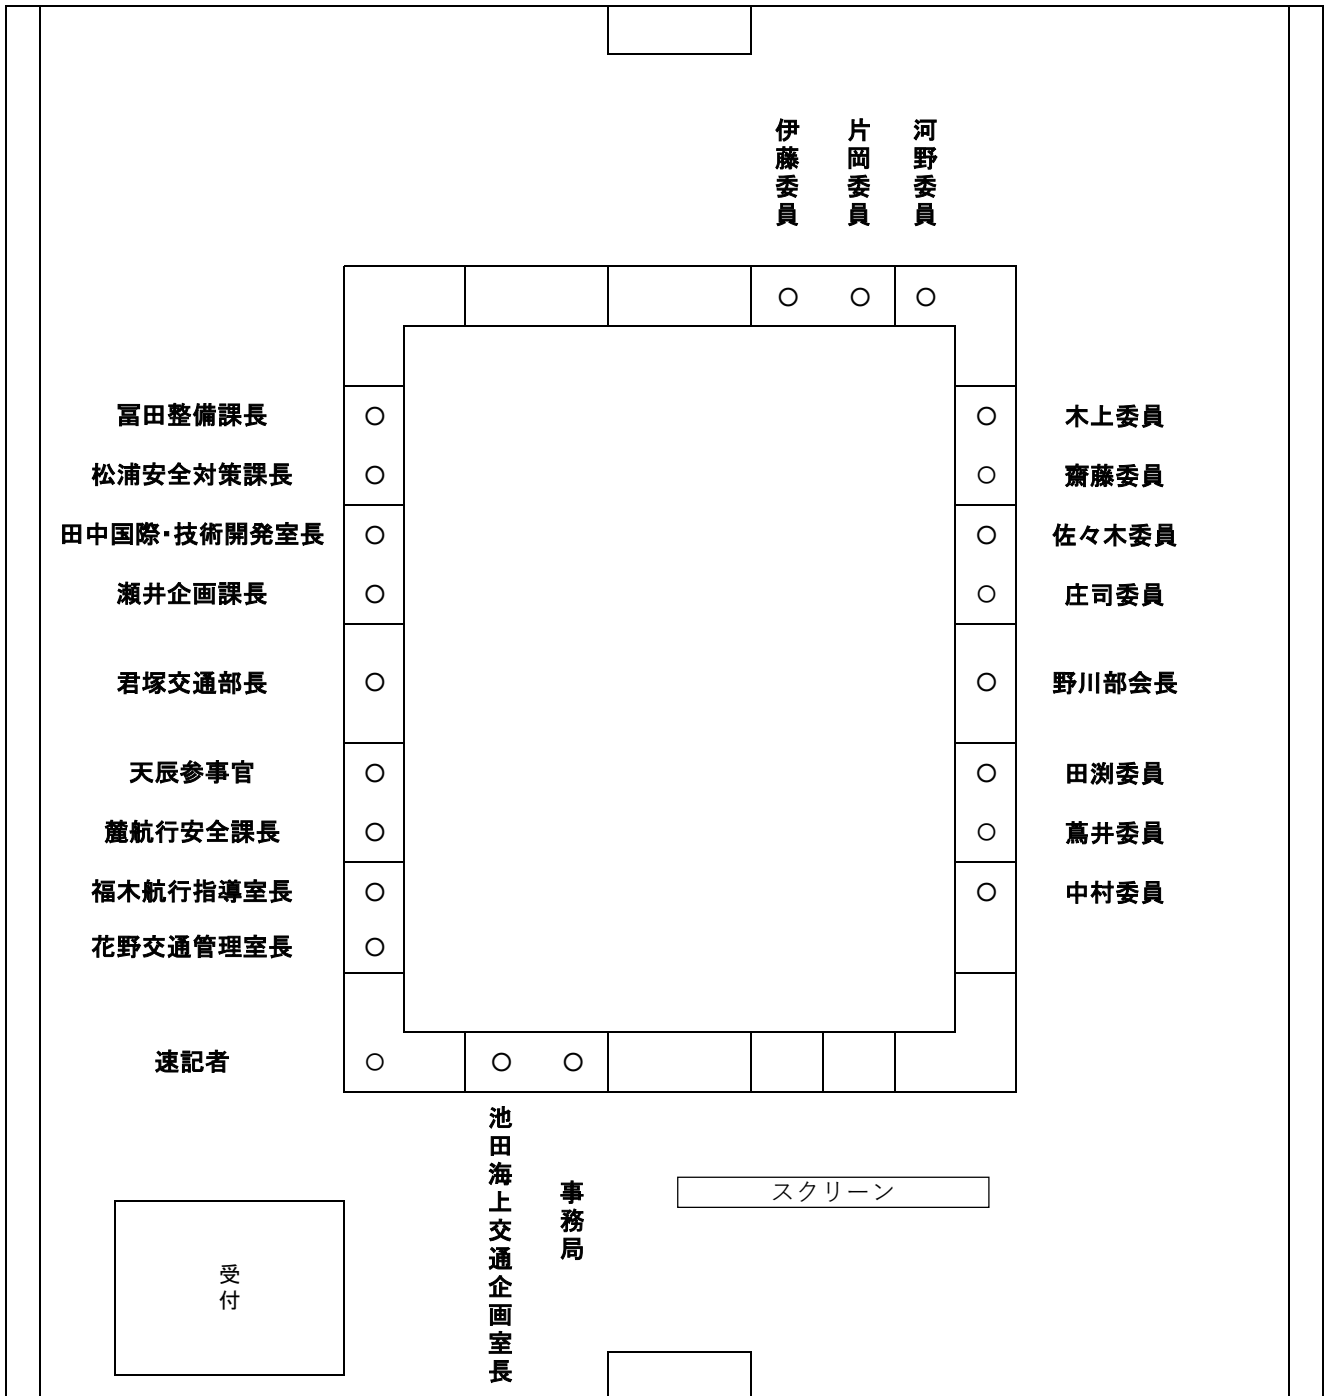 伊藤委員
片岡委員
河野委員
冨田整備課長
木上委員
松浦安全対策課長
齋藤委員
田中国際・技術開発室長
佐々木委員
瀬井企画課長
庄司委員
君塚交通部長
野川部会長
天辰参事官
田渕委員
麓航行安全課長
蔦井委員
福木航行指導室長
中村委員
花野交通管理室長
速記者
池田海上交通企画室長
事務局
スクリーン
受付